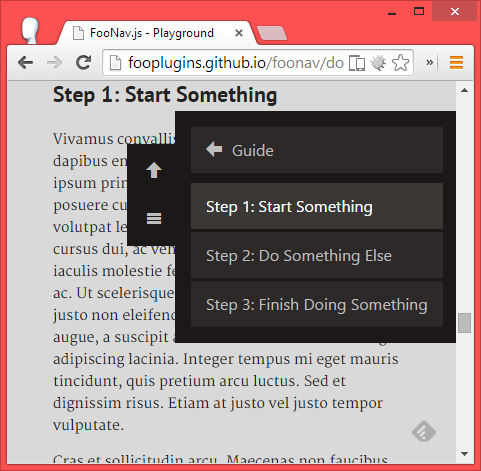 FooNav.js - Playground
fooplugins.github.io/foonav/do
Step 1: Start Something
Vivamus convallis
dapibus en
ipsum prin
posuere cu
volutpat le
cursus dui, ac ven
iaculis molestie fe
ac. Ut scelerisque
justo non eleifend
augue, a suscipit a
adipiscing lacinia. Integer tempus mi eget mauris
tincidunt, quis pretium arcu luctus. Sed et
dignissim risus. Etiam at justo vel justo tempor
vulputate.
Cras et sollicitudin arcu. Maecenas non faucibus
Guide
Step 1: Start Something
Step 2: Do Something Else
Step 3: Finish Doing Something